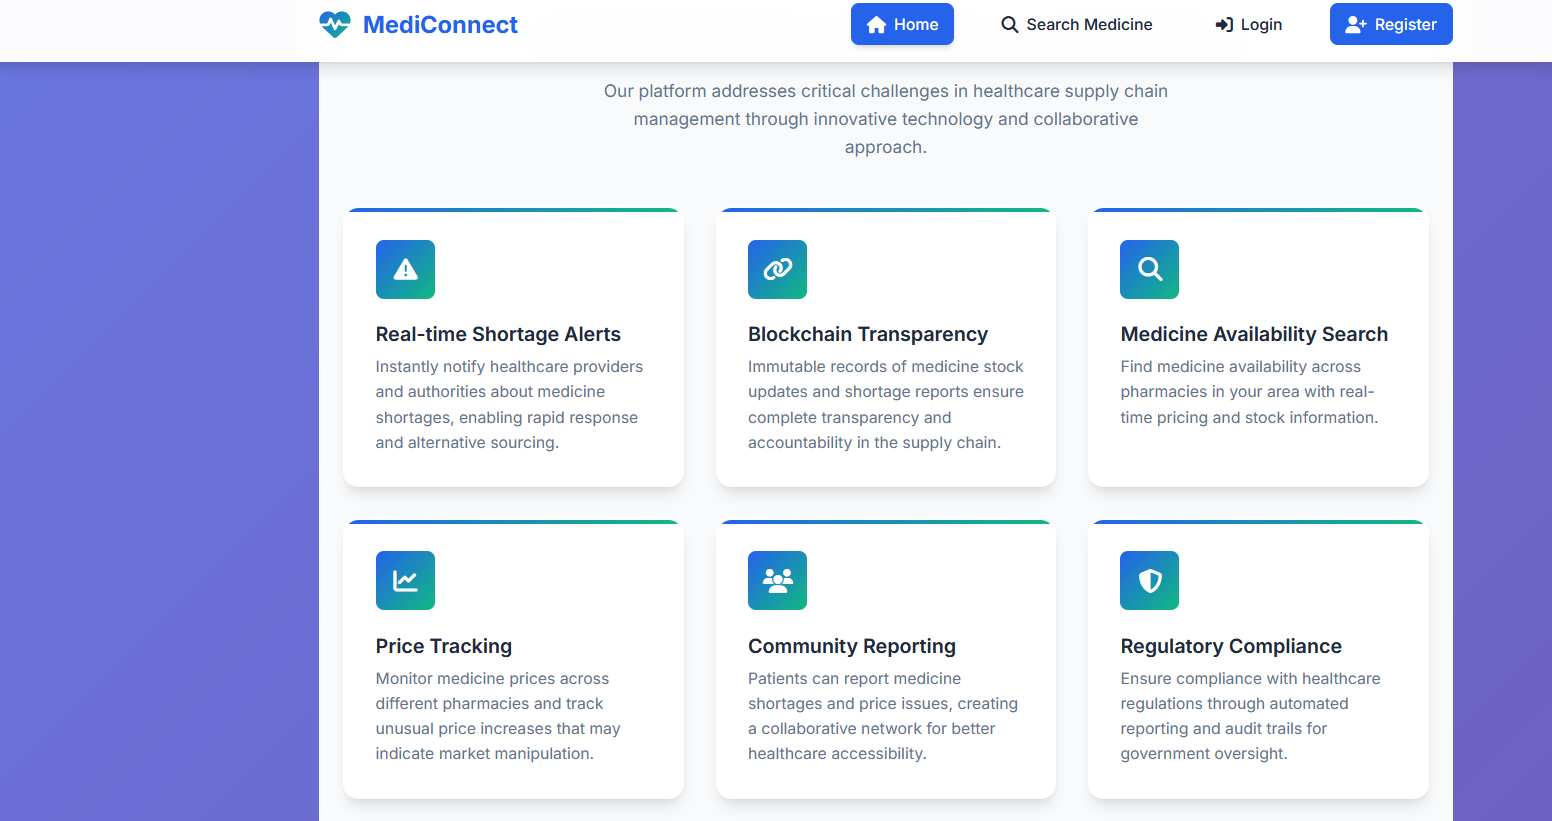 MediConnect
Home
Search Medicine
Login
Register
Our platform addresses critical challenges in healthcare supply chain
management through innovative technology and collaborative
approach.
Real-time Shortage Alerts
Instantly notify healthcare providers
and authorities about medicine
shortages, enabling rapid response
and alternative sourcing.
Blockchain Transparency
Immutable records of medicine stock
updates and shortage reports ensure
complete transparency and
accountability in the supply chain.
Medicine Availability Search
Find medicine availability across
pharmacies in your area with real-
time pricing and stock information.
Price Tracking
Monitor medicine prices across
different pharmacies and track
unusual price increases that may
indicate market manipulation.
Community Reporting
Patients can report medicine
shortages and price issues, creating
a collaborative network for better
healthcare accessibility.
Regulatory Compliance
Ensure compliance with healthcare
regulations through automated
reporting and audit trails for
government oversight.